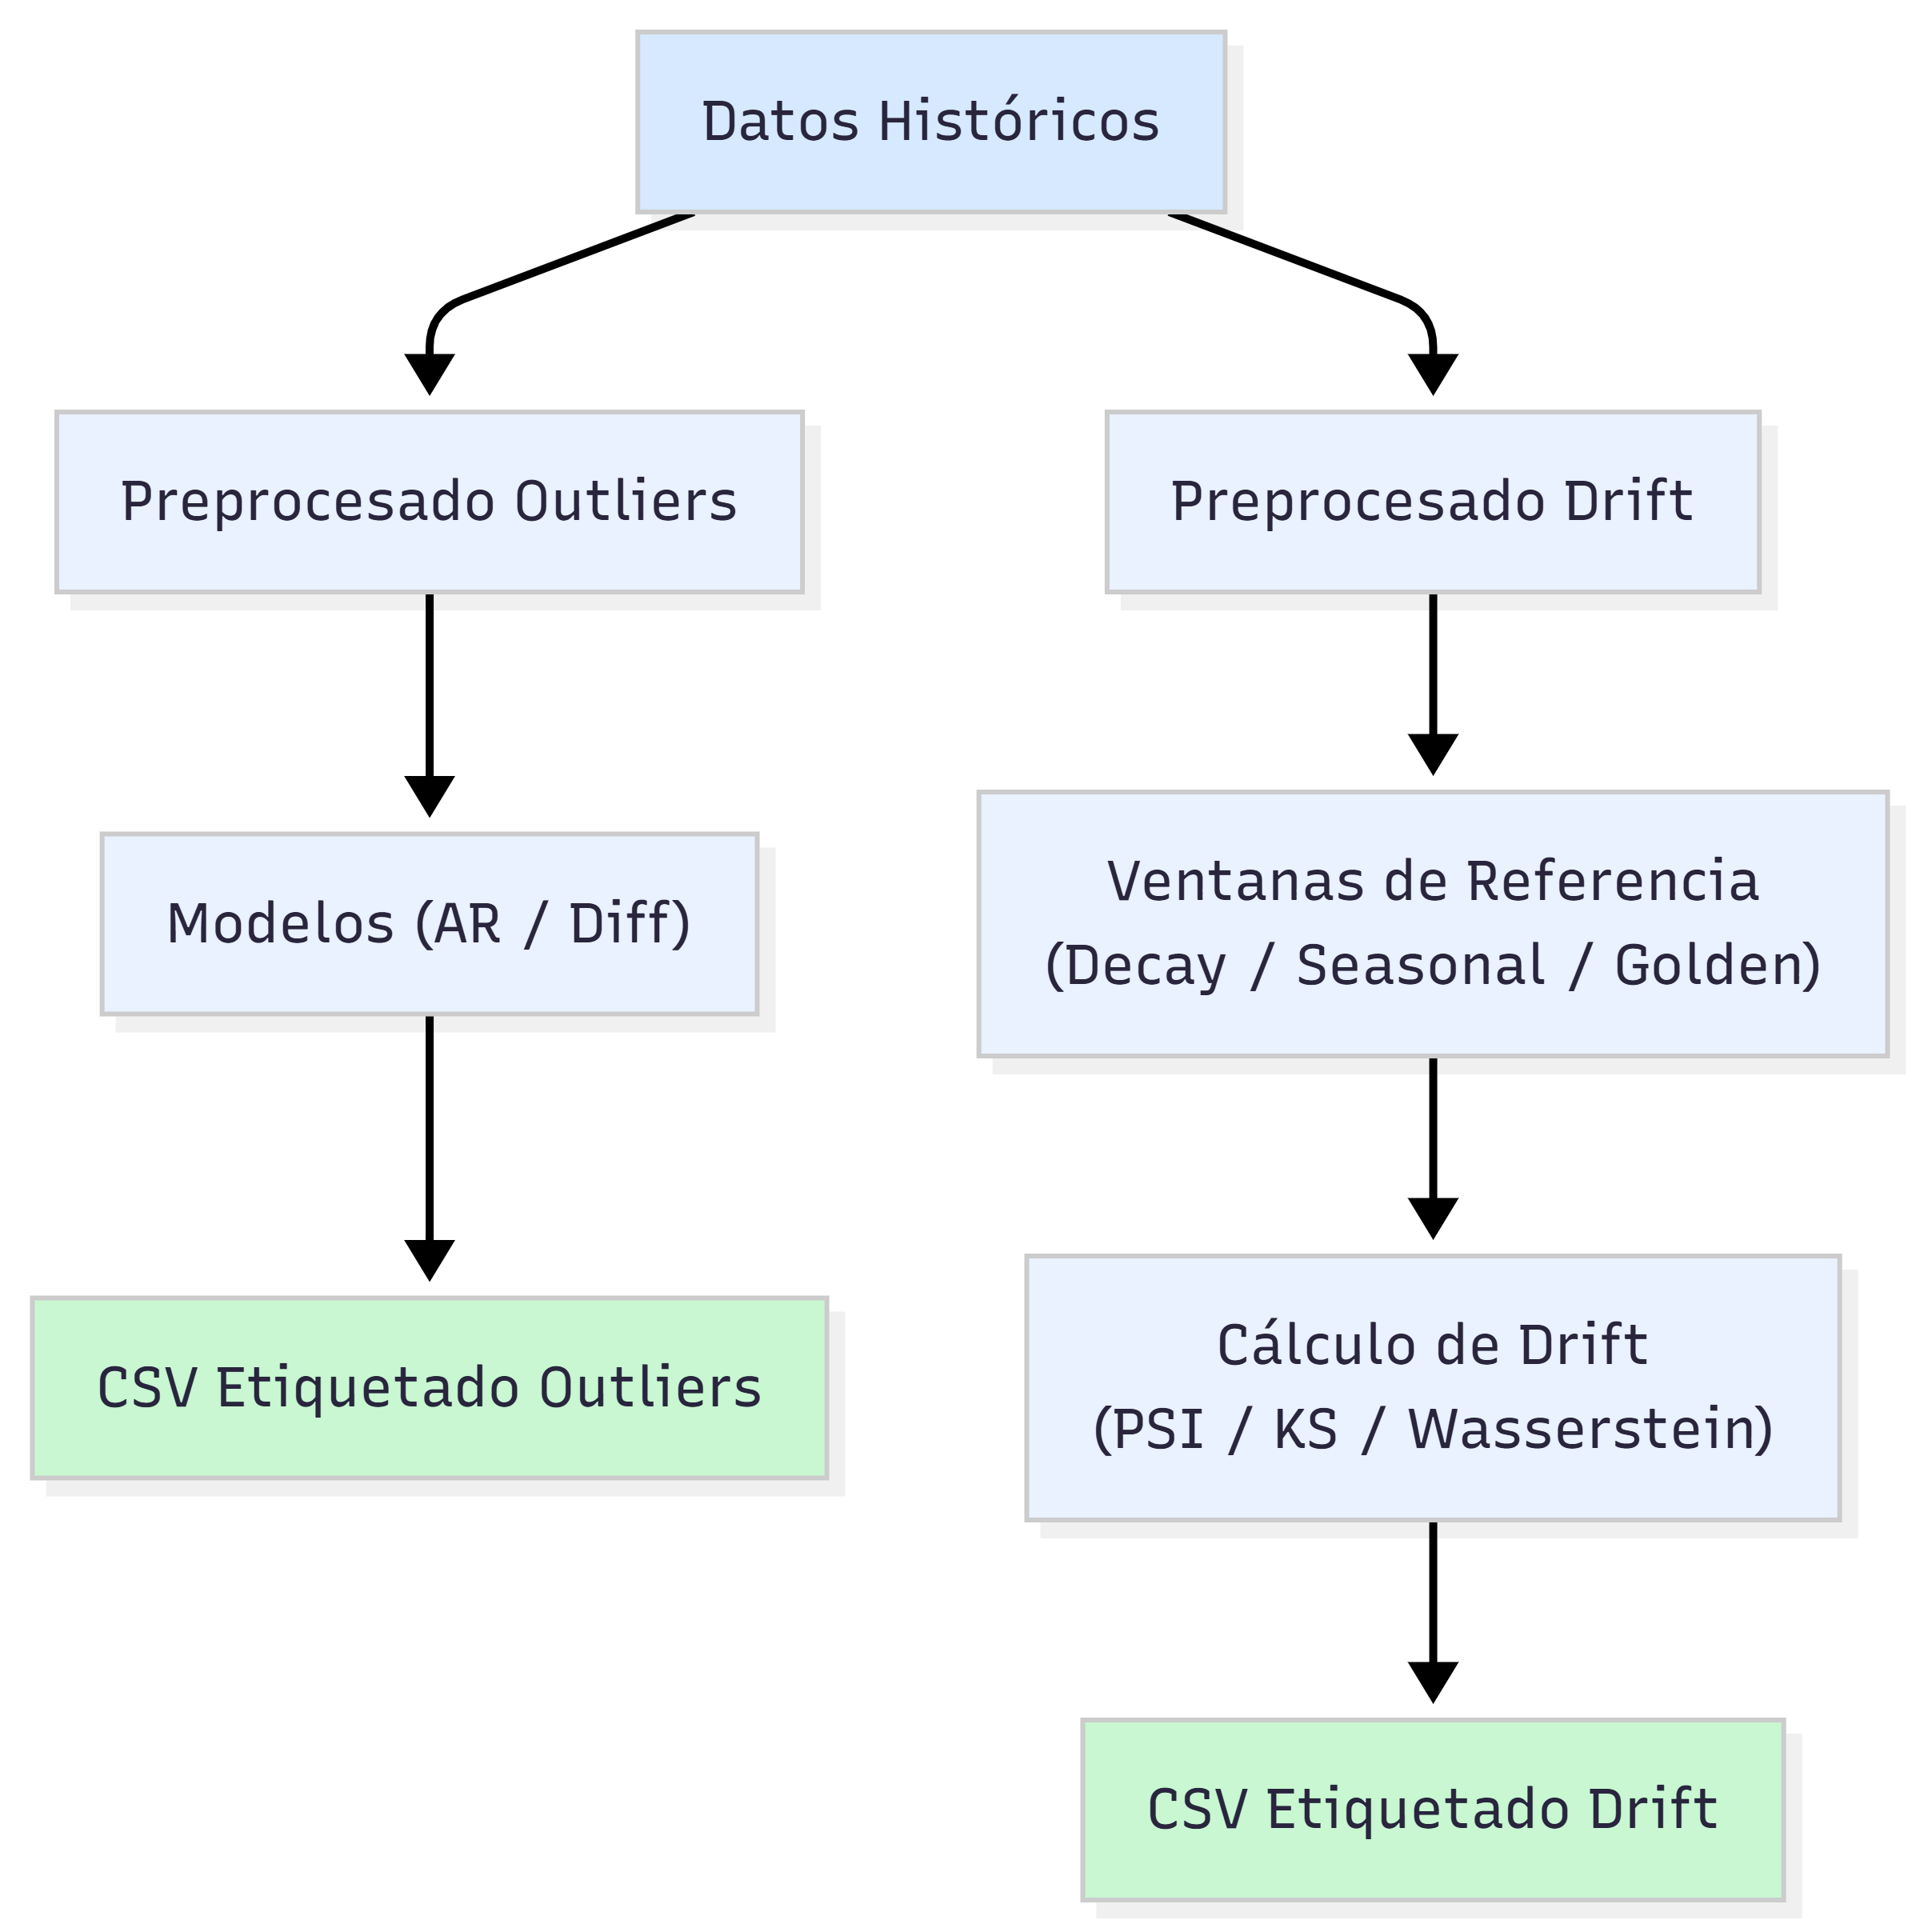 Datos Históricos
Preprocesado Outliers
Preprocesado Drift
Modelos (AR / Diff)
Ventanas de Referencia
(Decay / Seasonal / Golden)
CSV Etiquetado Outliers
Cálculo de Drift
(PSI / KS / Wasserstein)
CSV Etiquetado Drift